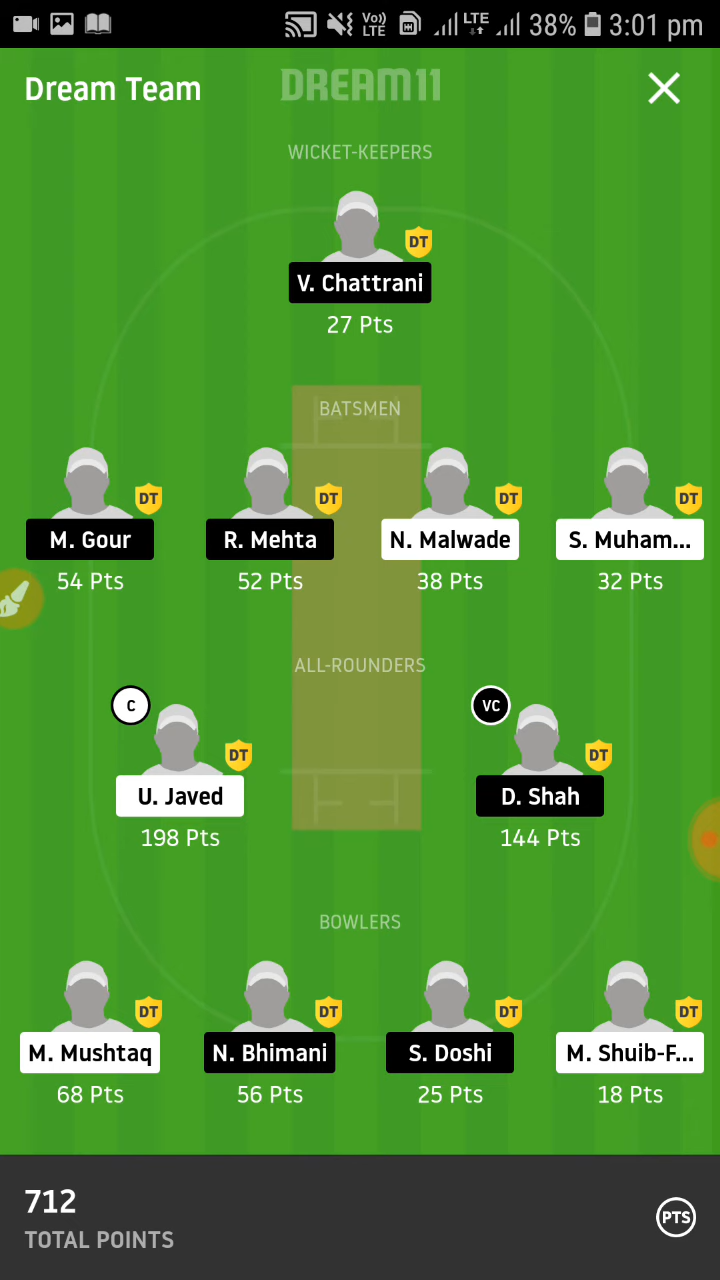 Vo))
LTE
LTE
38%
3:01 pm
Dream Team
DREAM11
WICKET-KEEPERS
DT
V. Chattrani
27 Pts
BATSMEN
DT DT DT DT
M. Gour R. Mehta N. Malwade S. Muham...
54 Pts 52 Pts 38 Pts 32 Pts
ALL-ROUNDERS
C VC
DT DT
U. Javed D. Shah
198 Pts 144 Pts
BOWLERS
DT DT DT DT
M. Mushtaq N. Bhimani S. Doshi M. Shuib-F...
68 Pts 56 Pts 25 Pts 18 Pts
712
PTS
TOTAL POINTS